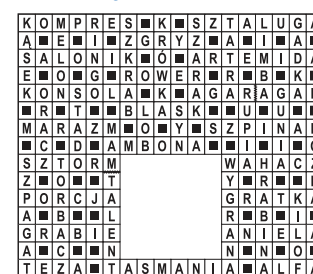 KOMPRES■K■SZTALUGA
Ą■E■I■ZGRYZ■A■I■A■
SALONIK■Ó■ARTEMIDA
E■O■G■ROWER■R■B■K■
KONSOLA■K■AGARAGAR
■R■T■■BLASK■■U■U■■
MARAZM■O■Y■SZPINAK
■C■D■AMBONA■■I■I■
SZTORM WAHACZ
Z■O■■T Y■R■■
PORCJA GRATKA
A■B■■L R■B■I■
GRABIE ANIELA
A■C■■N N■N■O■
TEZA■TASMANIA■ALFA